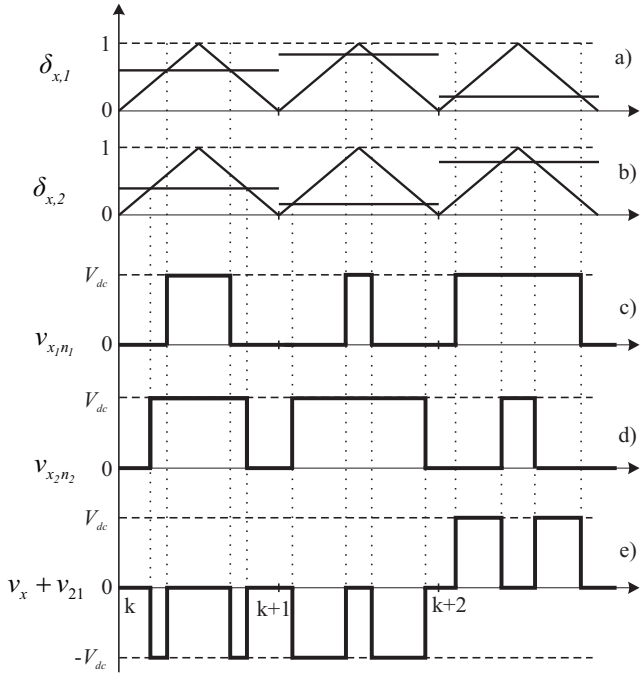 1
δx,1
0
a)
1
δx,2
0
b)
Vdc
vx1n1
0
c)
Vdc
vx2n2
0
d)
Vdc
vx + v21
0
e)
k
k+1
k+2
-Vdc